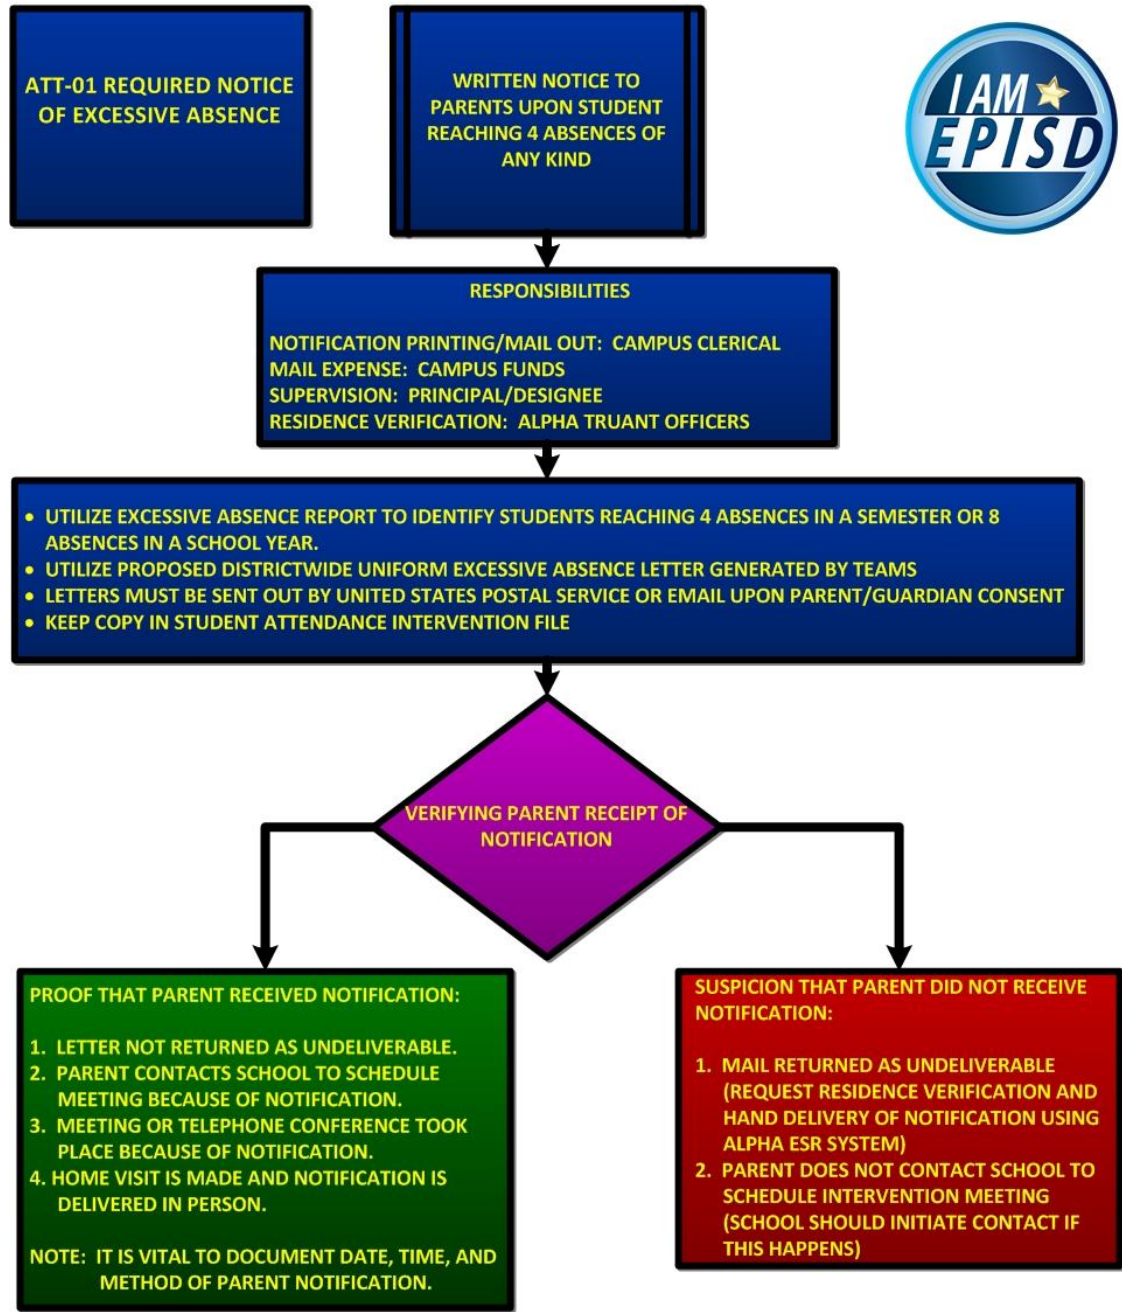 ATT-01 REQUIRED NOTICE
OF EXCESSIVE ABSENCE
WRITTEN NOTICE TO
PARENTS UPON STUDENT
REACHING 4 ABSENCES OF
ANY KIND
I AM
EPISD
RESPONSIBILITIES
NOTIFICATION PRINTING/MAIL OUT: CAMPUS CLERICAL
MAIL EXPENSE: CAMPUS FUNDS
SUPERVISION: PRINCIPAL/DESIGNEE
RESIDENCE VERIFICATION: ALPHA TRUANT OFFICERS
• UTILIZE EXCESSIVE ABSENCE REPORT TO IDENTIFY STUDENTS REACHING 4 ABSENCES IN A SEMESTER OR 8
ABSENCES IN A SCHOOL YEAR.
• UTILIZE PROPOSED DISTRICTWIDE UNIFORM EXCESSIVE ABSENCE LETTER GENERATED BY TEAMS
• LETTERS MUST BE SENT OUT BY UNITED STATES POSTAL SERVICE OR EMAIL UPON PARENT/GUARDIAN CONSENT
• KEEP COPY IN STUDENT ATTENDANCE INTERVENTION FILE
VERIFYING PARENT RECEIPT OF
NOTIFICATION
PROOF THAT PARENT RECEIVED NOTIFICATION:
1. LETTER NOT RETURNED AS UNDELIVERABLE.
2. PARENT CONTACTS SCHOOL TO SCHEDULE
MEETING BECAUSE OF NOTIFICATION.
3. MEETING OR TELEPHONE CONFERENCE TOOK
PLACE BECAUSE OF NOTIFICATION.
4. HOME VISIT IS MADE AND NOTIFICATION IS
DELIVERED IN PERSON.
NOTE: IT IS VITAL TO DOCUMENT DATE, TIME, AND
METHOD OF PARENT NOTIFICATION.
SUSPICION THAT PARENT DID NOT RECEIVE
NOTIFICATION:
1. MAIL RETURNED AS UNDELIVERABLE
(REQUEST RESIDENCE VERIFICATION AND
HAND DELIVERY OF NOTIFICATION USING
ALPHA ESR SYSTEM)
2. PARENT DOES NOT CONTACT SCHOOL TO
SCHEDULE INTERVENTION MEETING
(SCHOOL SHOULD INITIATE CONTACT IF
THIS HAPPENS)